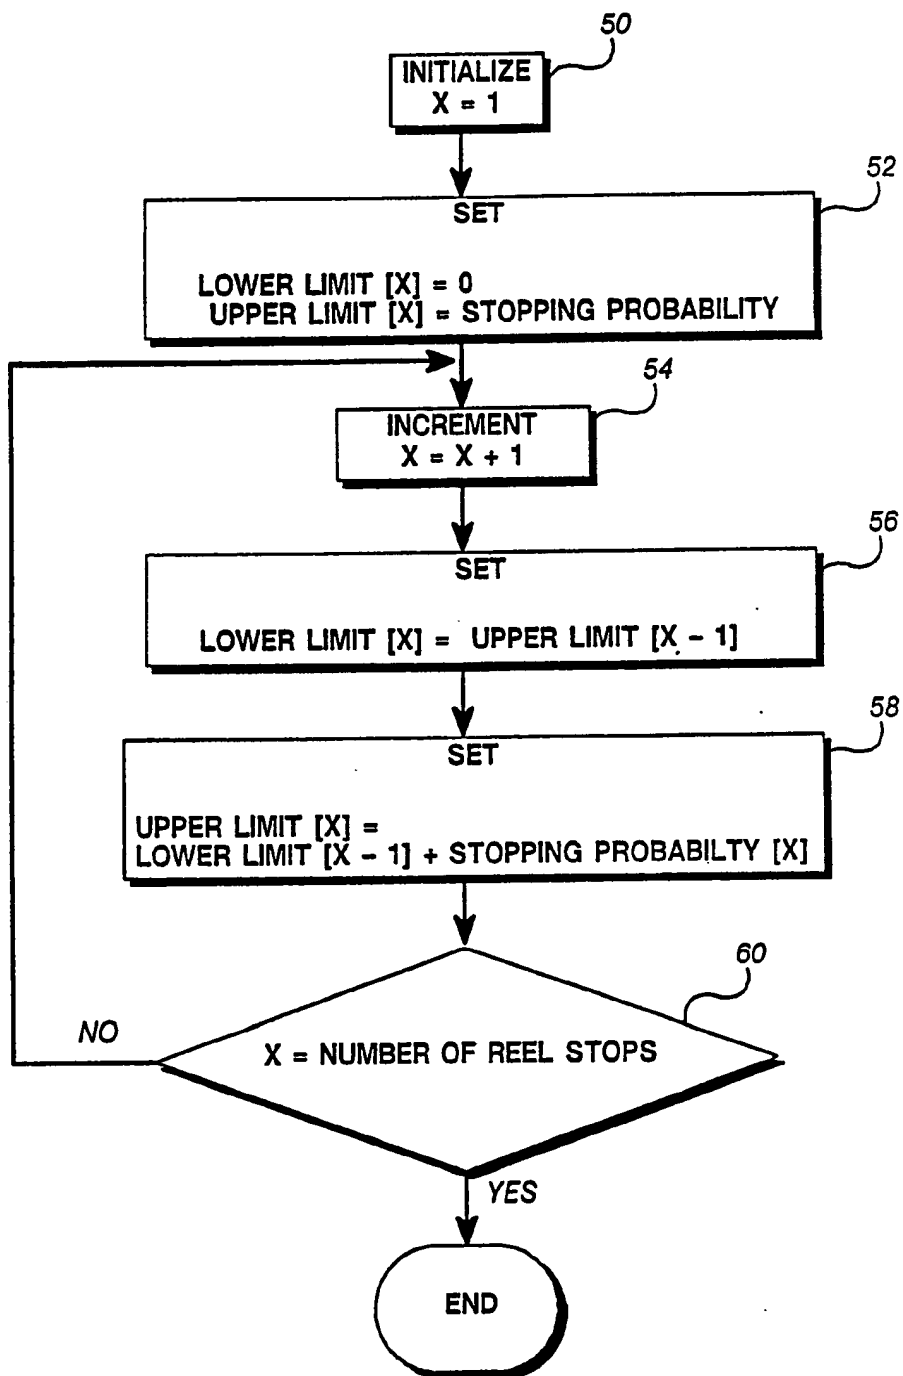 50
INITIALIZE
X = 1
52
SET
LOWER LIMIT [X] = 0
UPPER LIMIT [X] = STOPPING PROBABILITY
54
INCREMENT
X = X + 1
56
SET
LOWER LIMIT [X] = UPPER LIMIT [X - 1]
58
SET
UPPER LIMIT [X] =
LOWER LIMIT [X - 1] + STOPPING PROBABILTY [X]
60
X = NUMBER OF REEL STOPS
NO
YES
END